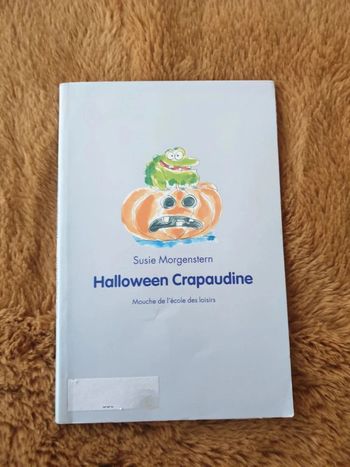 Susie Morgenstern
Halloween Crapaudine
Mouche de l'école des loisirs